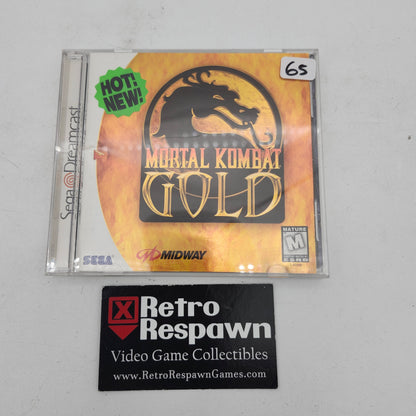 65
HOT!
NEW!
Sega Dreamcast
MORTAL KOMBAT
GOLD
MATURE
M
ESRB
SEGA
MIDWAY
Retro
Respawn
Video Game Collectibles
www.RetroRespawnGames.com